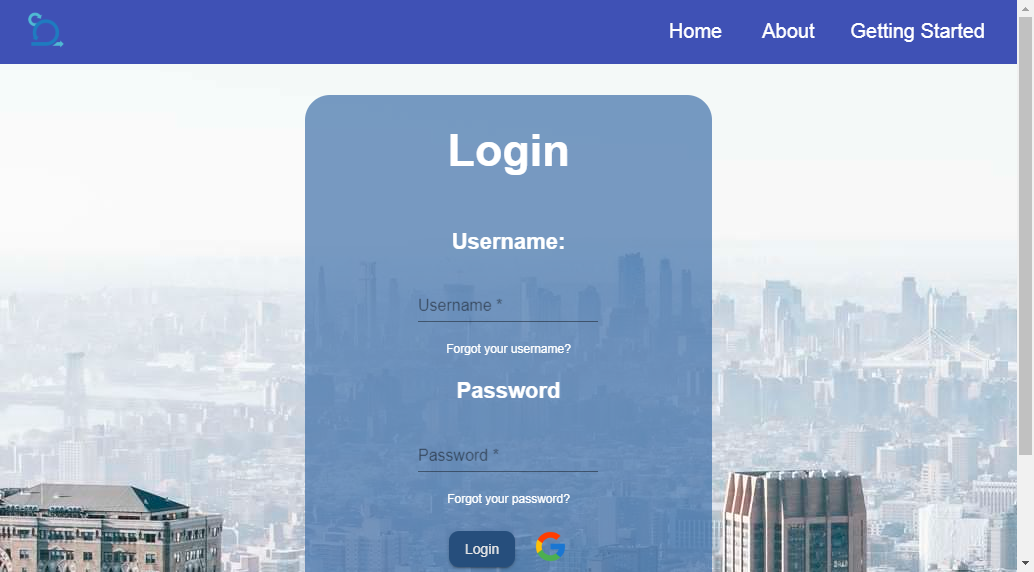 Home About Getting Started
Login
Username:
Username *
Forgot your username?
Password
Password *
Forgot your password?
Login